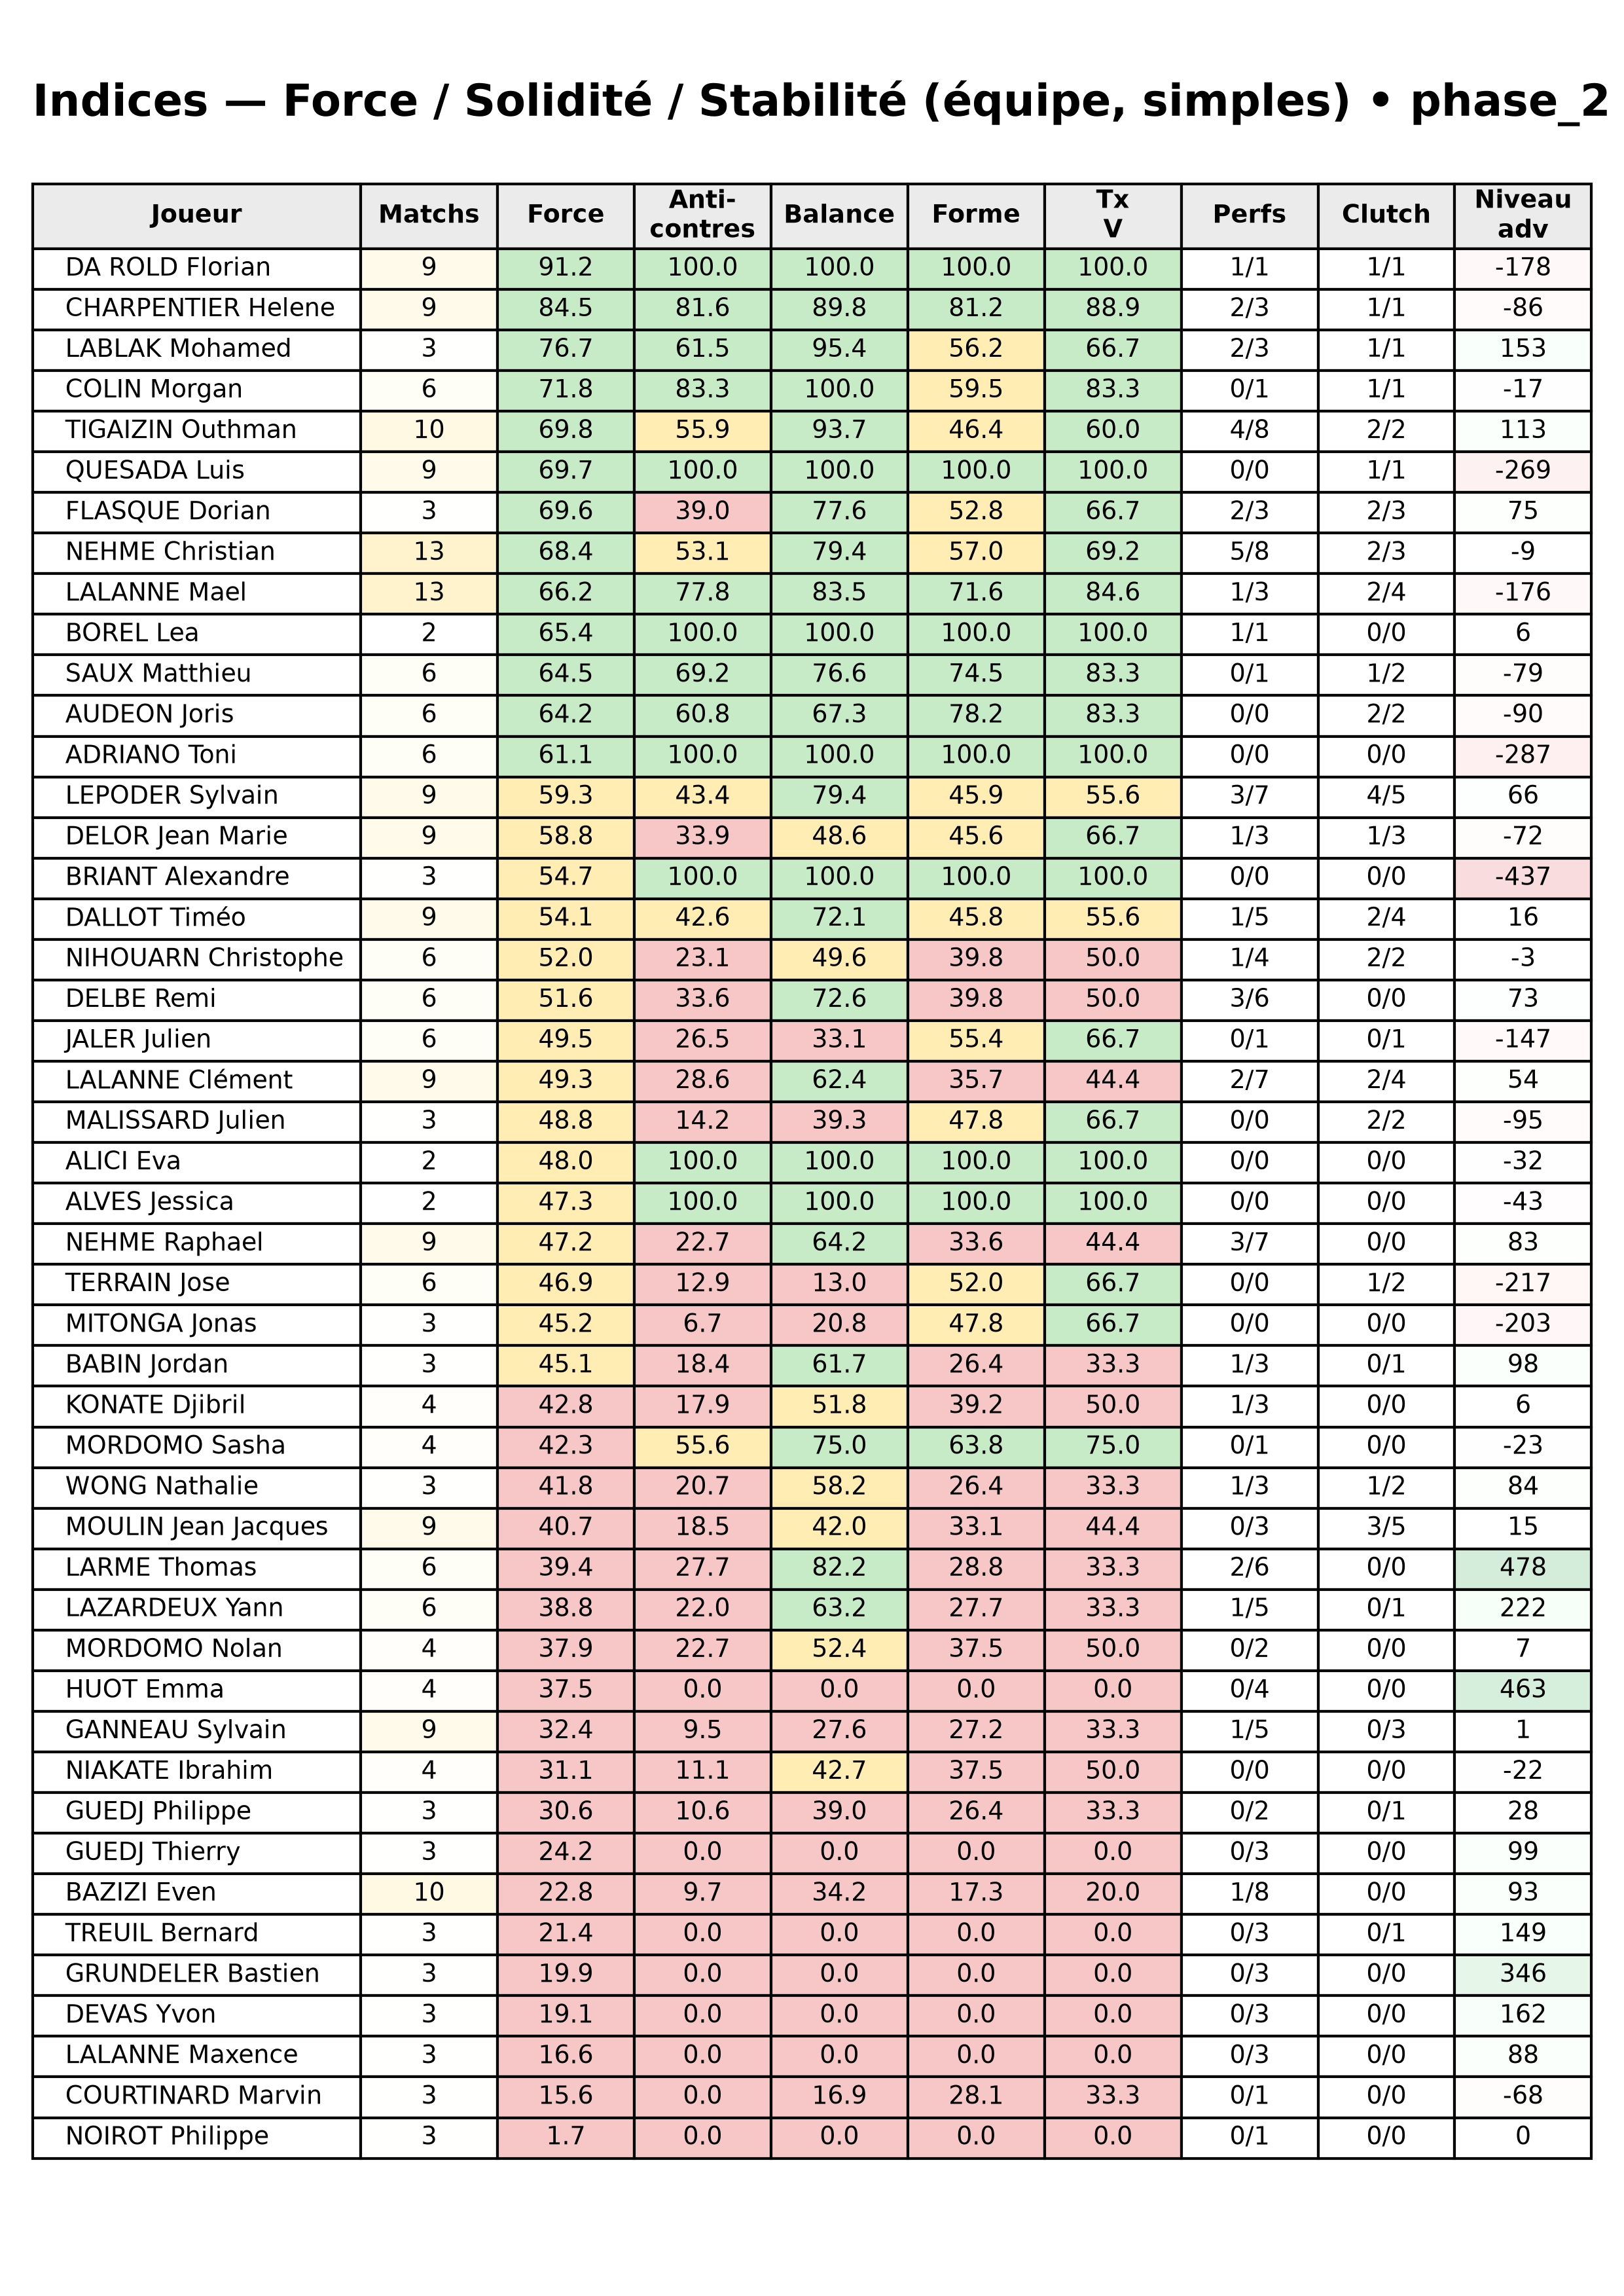 Indices — Force / Solidité / Stabilité (équipe, simples) • phase_2
Joueur Matchs Force Anti-contres Balance Forme Tx V Perfs Clutch Niveau adv
DA ROLD Florian 9 91.2 100.0 100.0 100.0 100.0 1/1 1/1 -178
CHARPENTIER Helene 9 84.5 81.6 89.8 81.2 88.9 2/3 1/1 -86
LABLAK Mohamed 3 76.7 61.5 95.4 56.2 66.7 2/3 1/1 153
COLIN Morgan 6 71.8 83.3 100.0 59.5 83.3 0/1 1/1 -17
TIGAIZIN Outhman 10 69.8 55.9 93.7 46.4 60.0 4/8 2/2 113
QUESADA Luis 9 69.7 100.0 100.0 100.0 100.0 0/0 1/1 -269
FLASQUE Dorian 3 69.6 39.0 77.6 52.8 66.7 2/3 2/3 75
NEHME Christian 13 68.4 53.1 79.4 57.0 69.2 5/8 2/3 -9
LALANNE Mael 13 66.2 77.8 83.5 71.6 84.6 1/3 2/4 -176
BOREL Lea 2 65.4 100.0 100.0 100.0 100.0 1/1 0/0 6
SAUX Matthieu 6 64.5 69.2 76.6 74.5 83.3 0/1 1/2 -79
AUDEON Joris 6 64.2 60.8 67.3 78.2 83.3 0/0 2/2 -90
ADRIANO Toni 6 61.1 100.0 100.0 100.0 100.0 0/0 0/0 -287
LEPODER Sylvain 9 59.3 43.4 79.4 45.9 55.6 3/7 4/5 66
DELOR Jean Marie 9 58.8 33.9 48.6 45.6 66.7 1/3 1/3 -72
BRIANT Alexandre 3 54.7 100.0 100.0 100.0 100.0 0/0 0/0 -437
DALLOT Timéo 9 54.1 42.6 72.1 45.8 55.6 1/5 2/4 16
NIHOUARN Christophe 6 52.0 23.1 49.6 39.8 50.0 1/4 2/2 -3
DELBE Remi 6 51.6 33.6 72.6 39.8 50.0 3/6 0/0 73
JALER Julien 6 49.5 26.5 33.1 55.4 66.7 0/1 0/1 -147
LALANNE Clément 9 49.3 28.6 62.4 35.7 44.4 2/7 2/4 54
MALISSARD Julien 3 48.8 14.2 39.3 47.8 66.7 0/0 2/2 -95
ALICI Eva 2 48.0 100.0 100.0 100.0 100.0 0/0 0/0 -32
ALVES Jessica 2 47.3 100.0 100.0 100.0 100.0 0/0 0/0 -43
NEHME Raphael 9 47.2 22.7 64.2 33.6 44.4 3/7 0/0 83
TERRAIN Jose 6 46.9 12.9 13.0 52.0 66.7 0/0 1/2 -217
MITONGA Jonas 3 45.2 6.7 20.8 47.8 66.7 0/0 0/0 -203
BABIN Jordan 3 45.1 18.4 61.7 26.4 33.3 1/3 0/1 98
KONATE Djibril 4 42.8 17.9 51.8 39.2 50.0 1/3 0/0 6
MORDOMO Sasha 4 42.3 55.6 75.0 63.8 75.0 0/1 0/0 -23
WONG Nathalie 3 41.8 20.7 58.2 26.4 33.3 1/3 1/2 84
MOULIN Jean Jacques 9 40.7 18.5 42.0 33.1 44.4 0/3 3/5 15
LARME Thomas 6 39.4 27.7 82.2 28.8 33.3 2/6 0/0 478
LAZARDEUX Yann 6 38.8 22.0 63.2 27.7 33.3 1/5 0/1 222
MORDOMO Nolan 4 37.9 22.7 52.4 37.5 50.0 0/2 0/0 7
HUOT Emma 4 37.5 0.0 0.0 0.0 0.0 0/4 0/0 463
GANNEAU Sylvain 9 32.4 9.5 27.6 27.2 33.3 1/5 0/3 1
NIAKATE Ibrahim 4 31.1 11.1 42.7 37.5 50.0 0/0 0/0 -22
GUEDJ Philippe 3 30.6 10.6 39.0 26.4 33.3 0/2 0/1 28
GUEDJ Thierry 3 24.2 0.0 0.0 0.0 0.0 0/3 0/0 99
BAZIZI Even 10 22.8 9.7 34.2 17.3 20.0 1/8 0/0 93
TREUIL Bernard 3 21.4 0.0 0.0 0.0 0.0 0/3 0/1 149
GRUNDELER Bastien 3 19.9 0.0 0.0 0.0 0.0 0/3 0/0 346
DEVAS Yvon 3 19.1 0.0 0.0 0.0 0.0 0/3 0/0 162
LALANNE Maxence 3 16.6 0.0 0.0 0.0 0.0 0/3 0/0 88
COURTINARD Marvin 3 15.6 0.0 16.9 28.1 33.3 0/1 0/0 -68
NOIROT Philippe 3 1.7 0.0 0.0 0.0 0.0 0/1 0/0 0